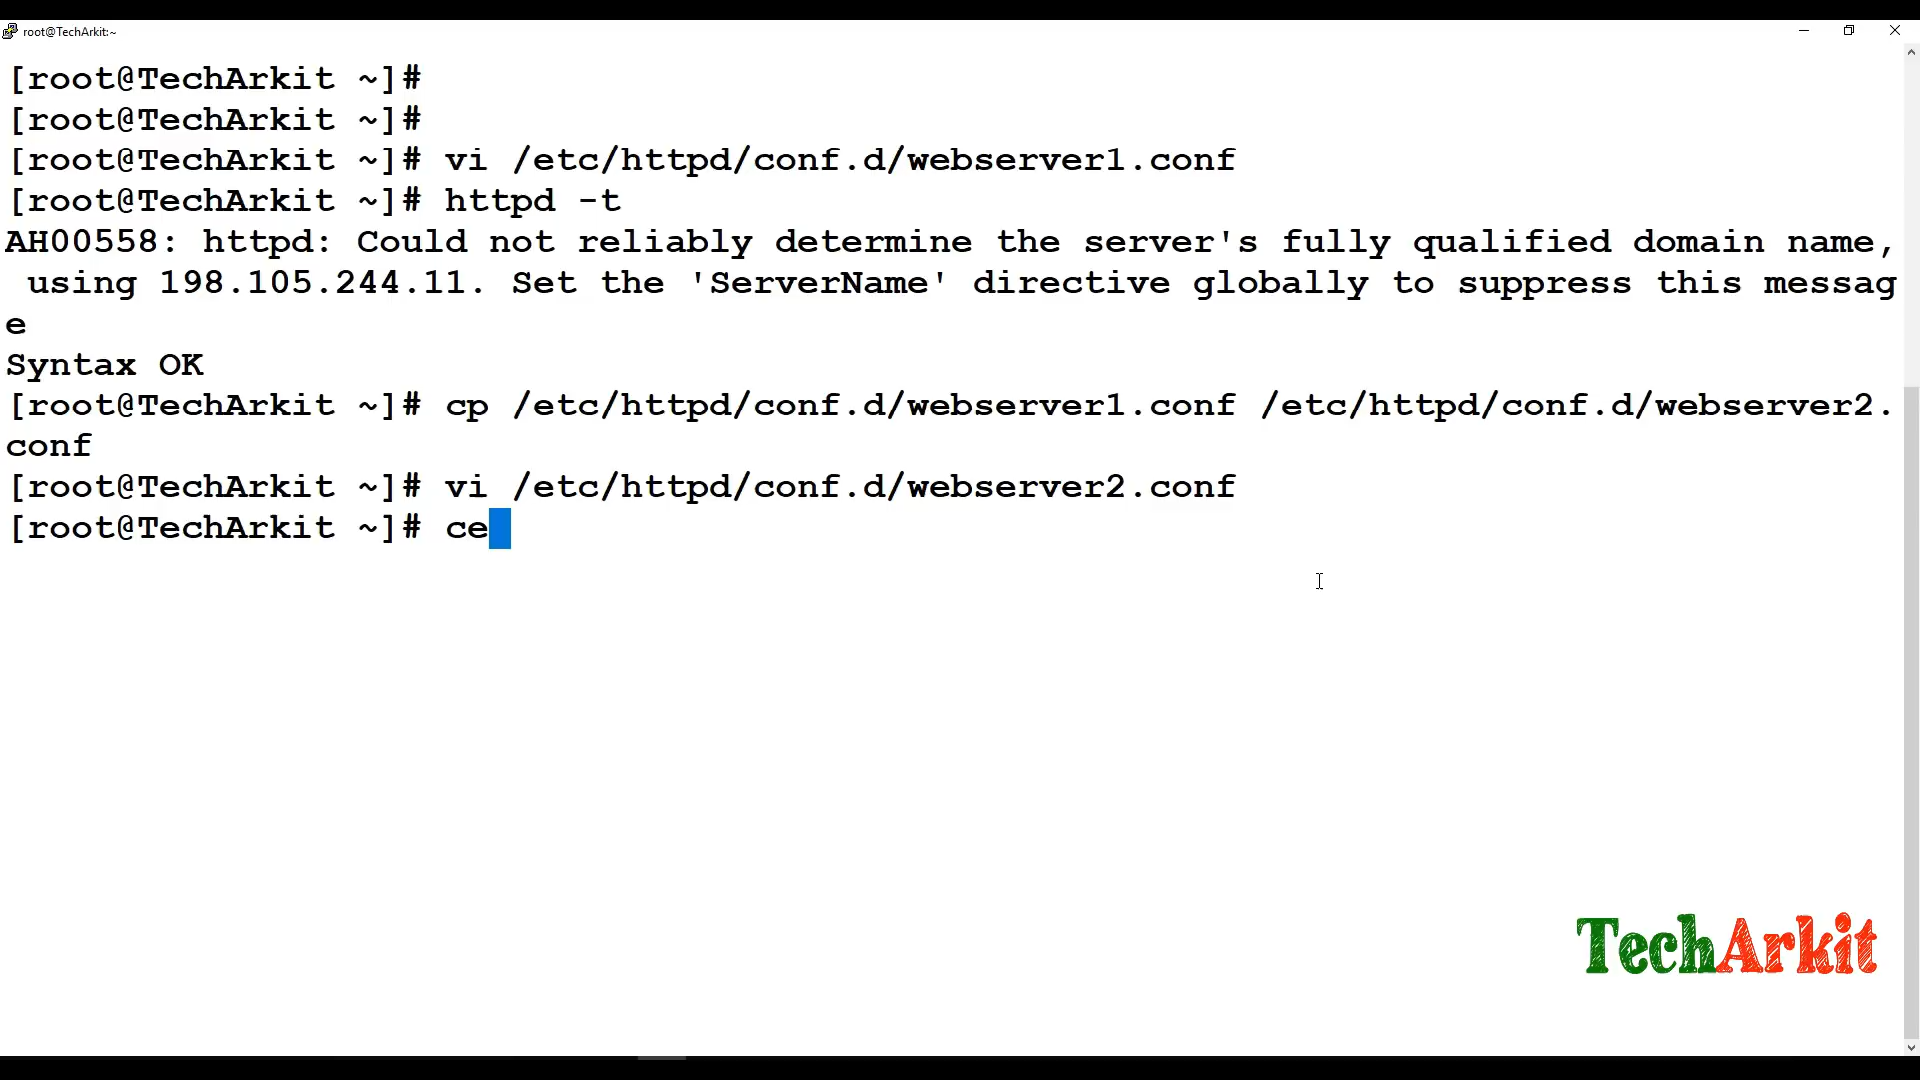 root@TechArkit:~
[root@TechArkit ~]#
[root@TechArkit ~]#
[root@TechArkit ~]# vi /etc/httpd/conf.d/webserver1.conf
[root@TechArkit ~]# httpd -t
AH00558: httpd: Could not reliably determine the server's fully qualified domain name,
 using 198.105.244.11. Set the 'ServerName' directive globally to suppress this messag
e
Syntax OK
[root@TechArkit ~]# cp /etc/httpd/conf.d/webserver1.conf /etc/httpd/conf.d/webserver2.
conf
[root@TechArkit ~]# vi /etc/httpd/conf.d/webserver2.conf
[root@TechArkit ~]# ce
TechArkit